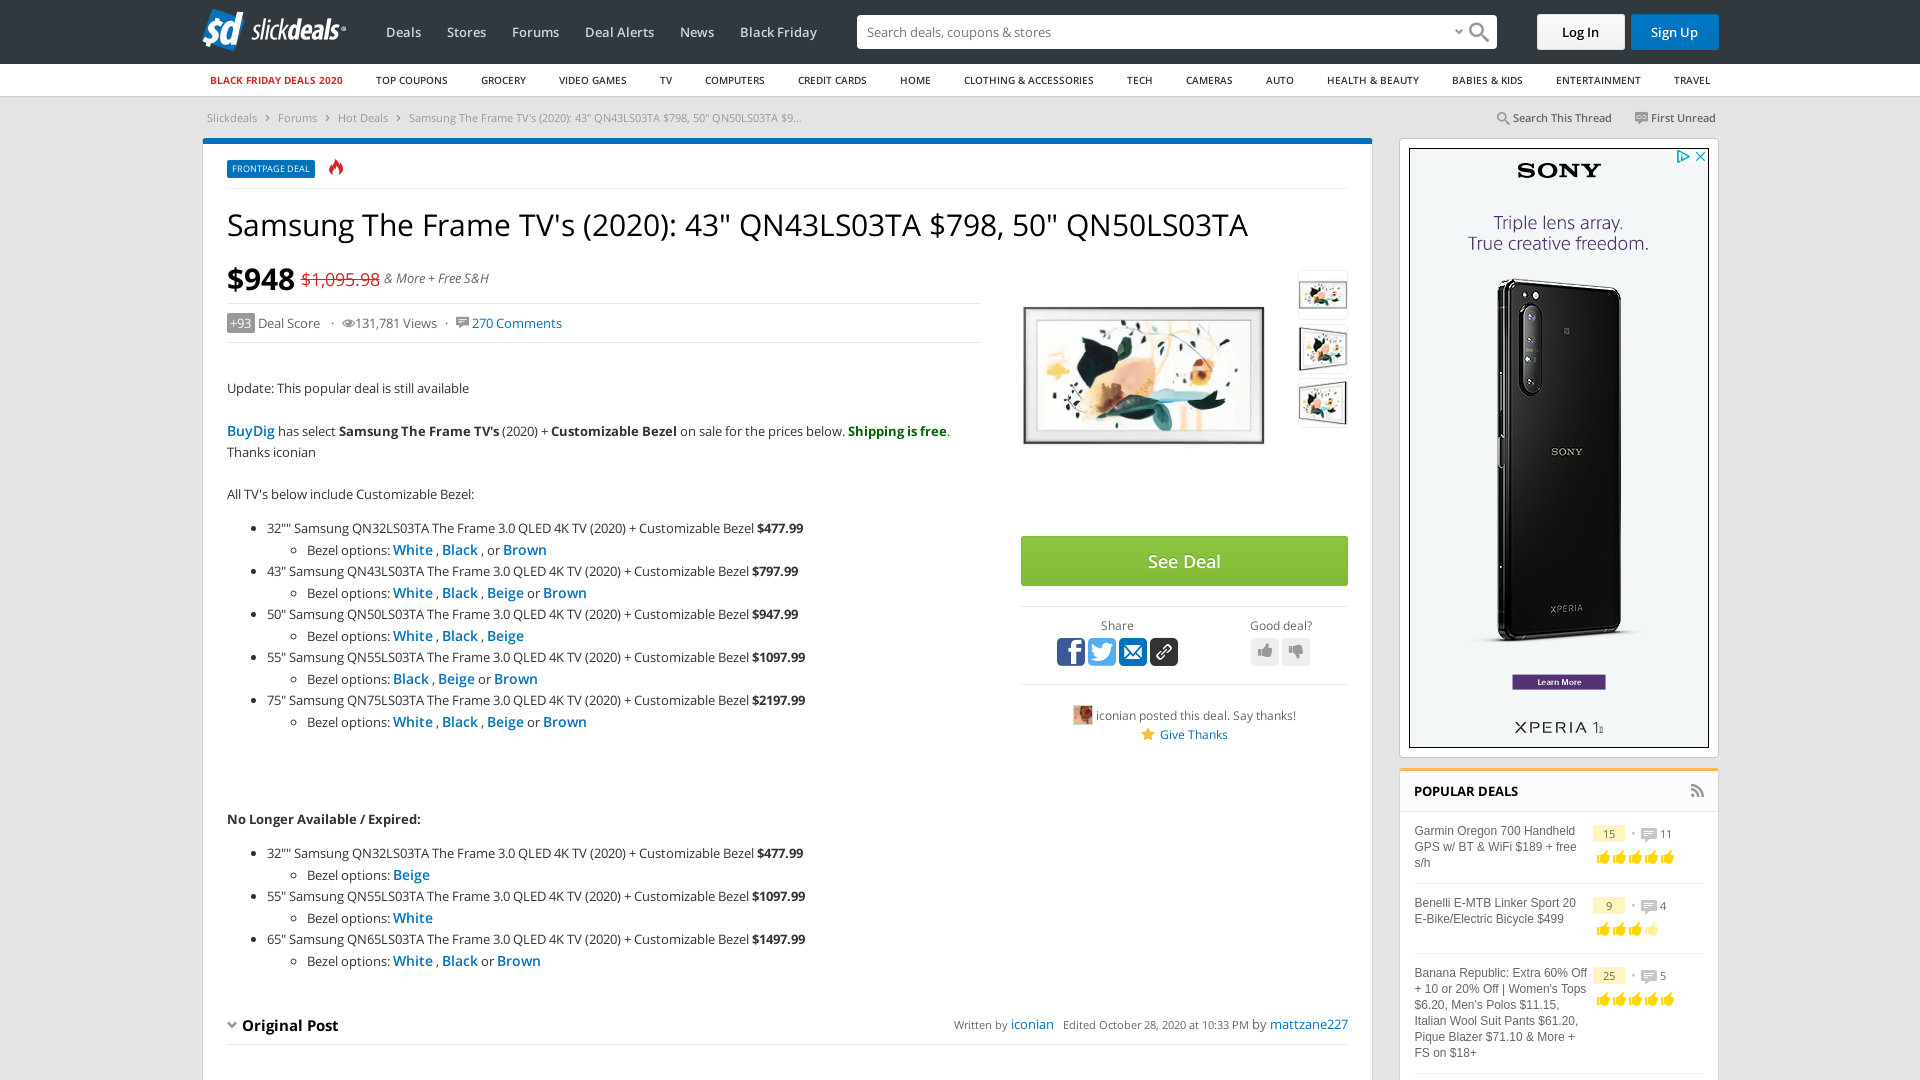 sd slickdeals
Deals Stores Forums Deal Alerts News Black Friday
Search deals, coupons & stores
Log In Sign Up
BLACK FRIDAY DEALS 2020 TOP COUPONS GROCERY VIDEO GAMES TV COMPUTERS CREDIT CARDS HOME CLOTHING & ACCESSORIES TECH CAMERAS AUTO HEALTH & BEAUTY BABIES & KIDS ENTERTAINMENT TRAVEL
Slickdeals › Forums › Hot Deals › Samsung The Frame TV's (2020): 43" QN43LS03TA $798, 50" QN50LS03TA $9...
Search This Thread First Unread
FRONTPAGE DEAL
Samsung The Frame TV's (2020): 43" QN43LS03TA $798, 50" QN50LS03TA
$948 $1,095.98 & More + Free S&H
+93 Deal Score · 131,781 Views · 270 Comments
Update: This popular deal is still available
BuyDig has select Samsung The Frame TV's (2020) + Customizable Bezel on sale for the prices below. Shipping is free.
Thanks iconian
All TV's below include Customizable Bezel:
• 32"" Samsung QN32LS03TA The Frame 3.0 QLED 4K TV (2020) + Customizable Bezel $477.99
Bezel options: White , Black , or Brown
• 43" Samsung QN43LS03TA The Frame 3.0 QLED 4K TV (2020) + Customizable Bezel $797.99
Bezel options: White , Black , Beige or Brown
• 50" Samsung QN50LS03TA The Frame 3.0 QLED 4K TV (2020) + Customizable Bezel $947.99
Bezel options: White , Black , Beige
• 55" Samsung QN55LS03TA The Frame 3.0 QLED 4K TV (2020) + Customizable Bezel $1097.99
Bezel options: Black , Beige or Brown
• 75" Samsung QN75LS03TA The Frame 3.0 QLED 4K TV (2020) + Customizable Bezel $2197.99
Bezel options: White , Black , Beige or Brown
No Longer Available / Expired:
• 32"" Samsung QN32LS03TA The Frame 3.0 QLED 4K TV (2020) + Customizable Bezel $477.99
Bezel options: Beige
• 55" Samsung QN55LS03TA The Frame 3.0 QLED 4K TV (2020) + Customizable Bezel $1097.99
Bezel options: White
• 65" Samsung QN65LS03TA The Frame 3.0 QLED 4K TV (2020) + Customizable Bezel $1497.99
Bezel options: White , Black or Brown
See Deal
Share Good deal?
iconian posted this deal. Say thanks!
Give Thanks
Original Post
Written by iconian Edited October 28, 2020 at 10:33 PM by mattzane227
SONY
Triple lens array.
True creative freedom.
SONY
XPERIA
Learn More
XPERIA 1 II
POPULAR DEALS
Garmin Oregon 700 Handheld
GPS w/ BT & WiFi $189 + free
s/h
15 • 11
Benelli E-MTB Linker Sport 20
E-Bike/Electric Bicycle $499
9 • 4
Banana Republic: Extra 60% Off
+ 10 or 20% Off | Women's Tops
$6.20, Men's Polos $11.15,
Italian Wool Suit Pants $61.20,
Pique Blazer $71.10 & More +
FS on $18+
25 • 5